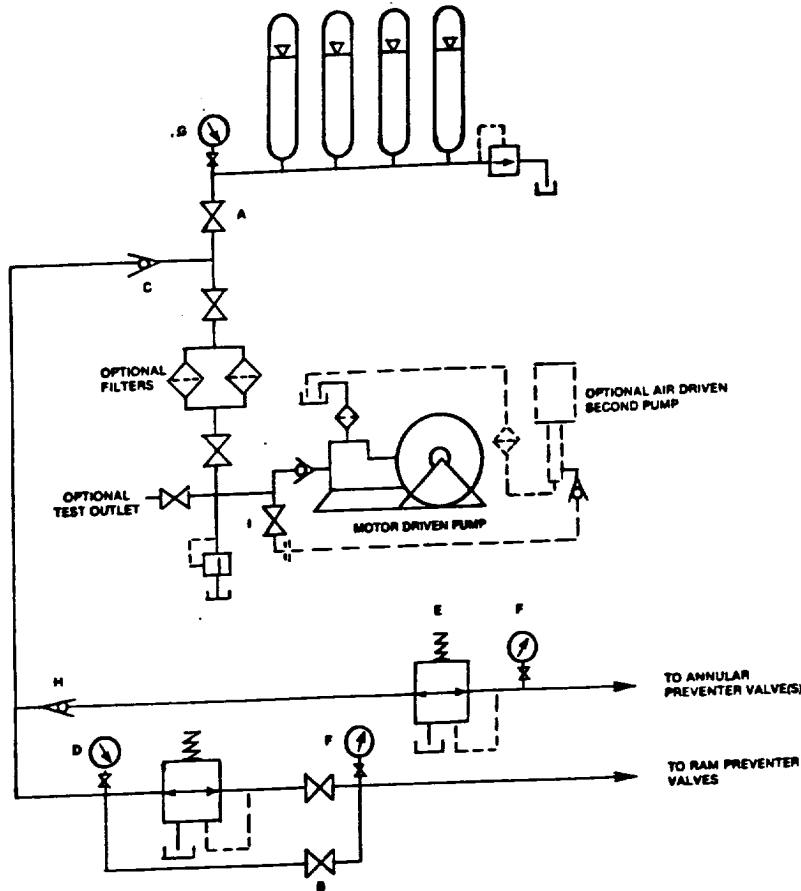 .G
A
C
OPTIONAL
FILTERS
OPTIONAL AIR DRIVEN
SECOND PUMP
OPTIONAL
TEST OUTLET
I
MOTOR DRIVEN PUMP
E
F
H
TO ANNULAR
PREVENTER VALVE(S)
D
F
TO RAM PREVENTER
VALVES
B